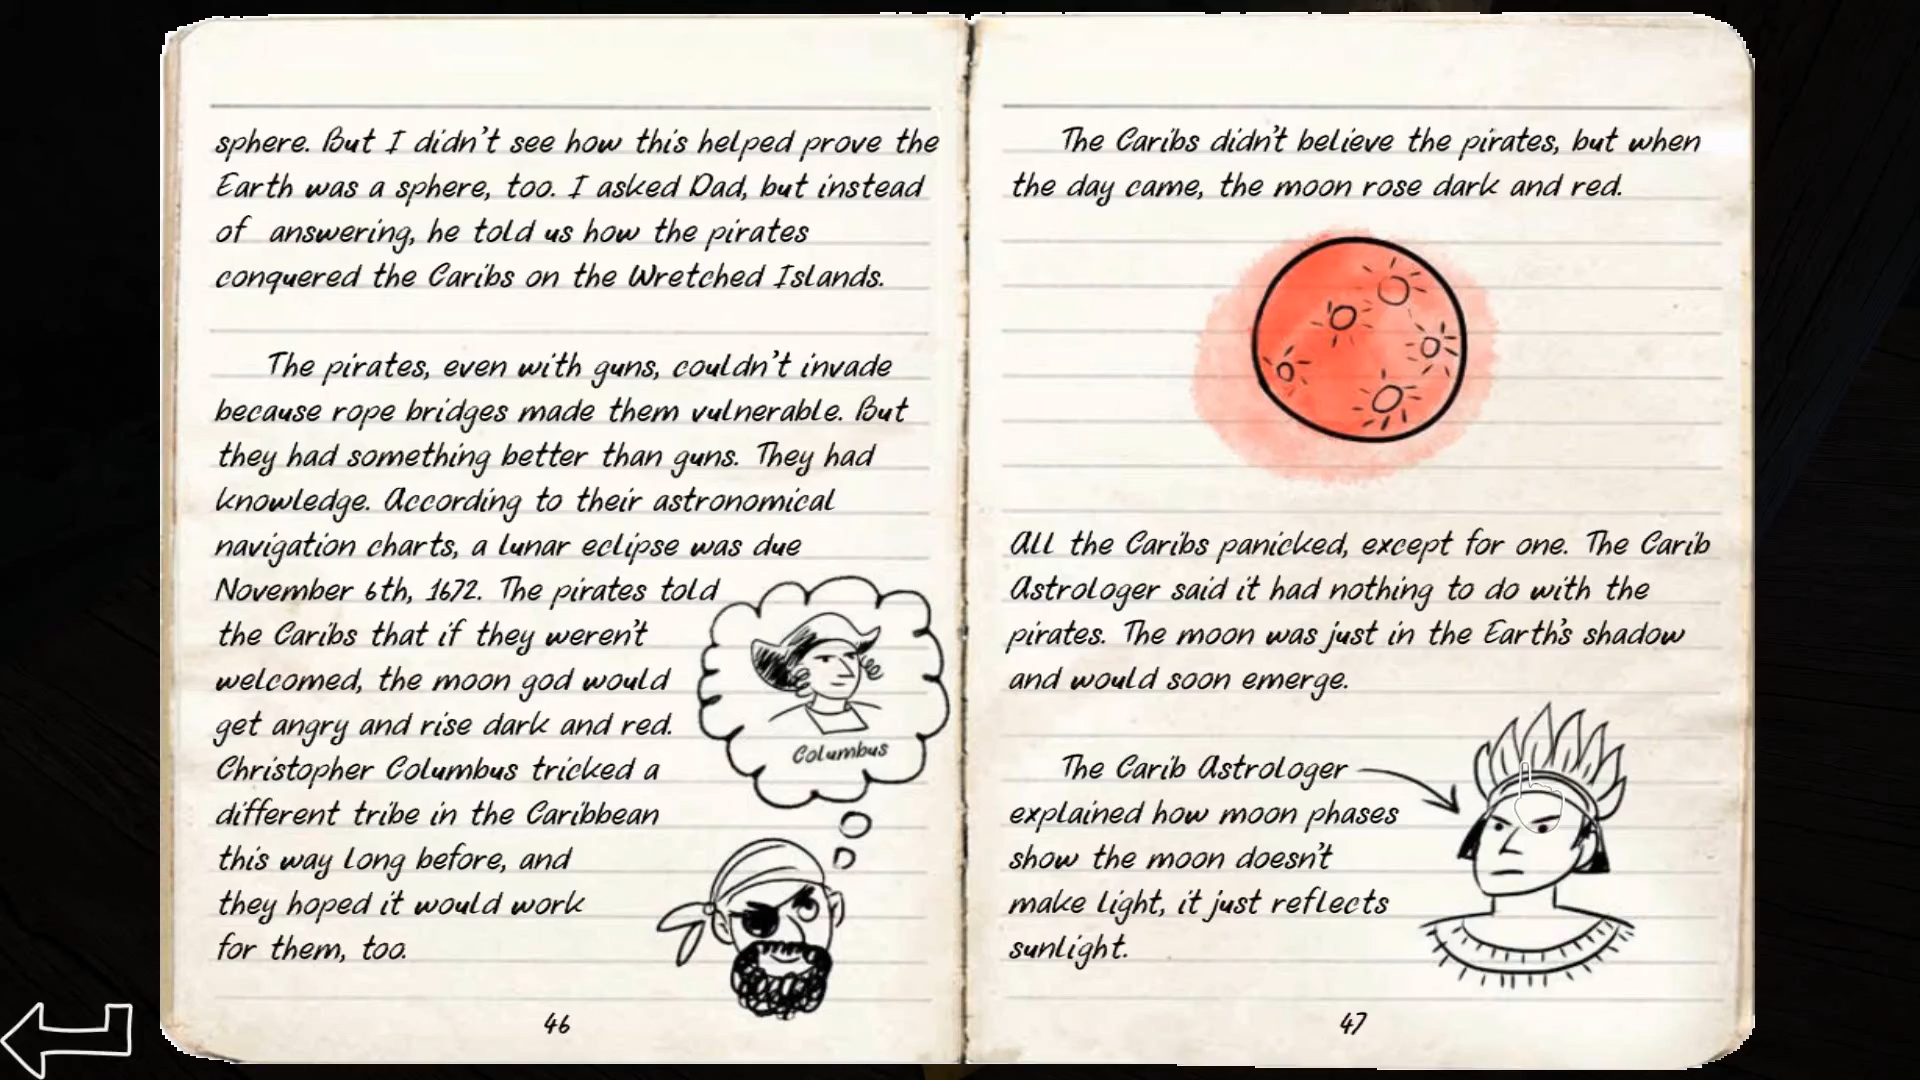 sphere. But I didn't see how this helped prove the
Earth was a sphere, too. I asked Dad, but instead
of answering, he told us how the pirates
conquered the Caribs on the Wretched Islands.
The pirates, even with guns, couldn't invade
because rope bridges made them vulnerable. But
they had something better than guns. They had
knowledge. According to their astronomical
navigation charts, a lunar eclipse was due
November 6th, 1672. The pirates told
the Caribs that if they weren't
welcomed, the moon god would
get angry and rise dark and red.
Christopher Columbus tricked a
different tribe in the Caribbean
this way long before, and
they hoped it would work
for them, too.
Columbus
46
The Caribs didn't believe the pirates, but when
the day came, the moon rose dark and red.
All the Caribs panicked, except for one. The Carib
Astrologer said it had nothing to do with the
pirates. The moon was just in the Earth's shadow
and would soon emerge.
The Carib Astrologer
explained how moon phases
show the moon doesn't
make light, it just reflects
sunlight.
47